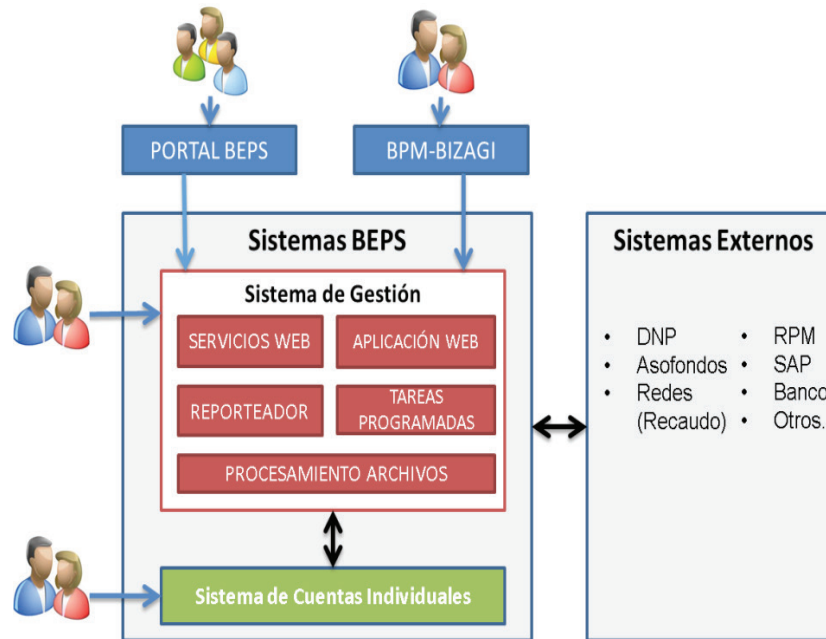 PORTAL BEPS
BPM-BIZAGI
Sistemas BEPS
Sistema de Gestión
SERVICIOS WEB
APLICACIÓN WEB
REPORTEADOR
TAREAS
PROGRAMADAS
PROCESAMIENTO ARCHIVOS
Sistema de Cuentas Individuales
Sistemas Externos
• DNP
• Asofondos
• Redes
(Recaudo)
• RPM
• SAP
• Banco
• Otros.